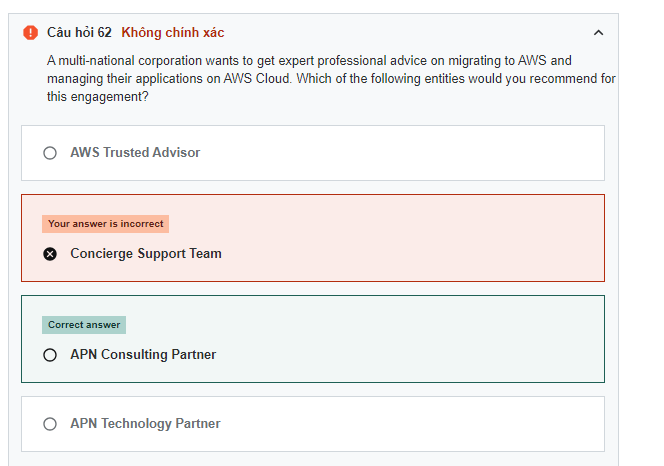 Câu hỏi 62 Không chính xác
A multi-national corporation wants to get expert professional advice on migrating to AWS and
managing their applications on AWS Cloud. Which of the following entities would you recommend for
this engagement?
AWS Trusted Advisor
Your answer is incorrect
Concierge Support Team
Correct answer
APN Consulting Partner
APN Technology Partner